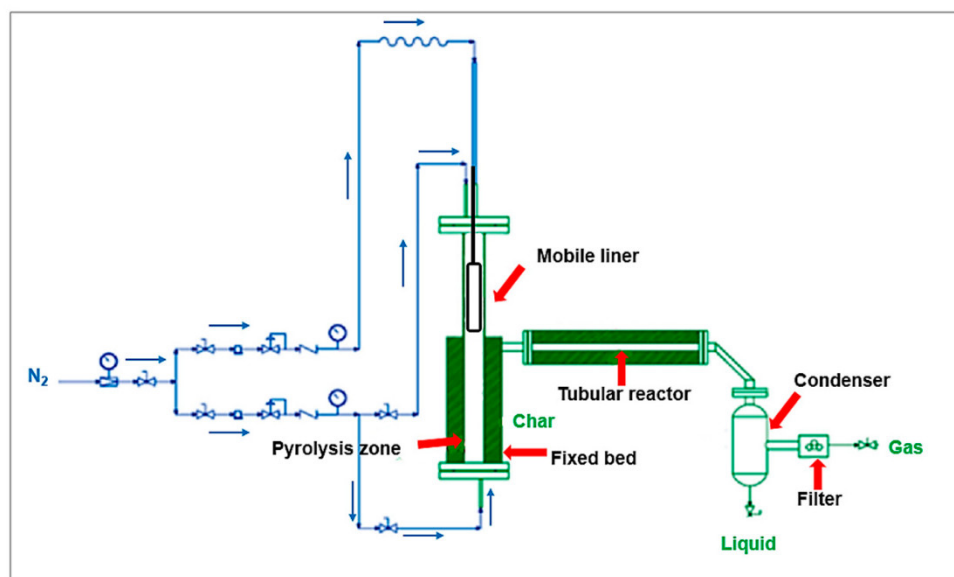 Mobile liner
N₂
Tubular reactor
Condenser
Char
Pyrolysis zone
Fixed bed
Gas
Filter
Liquid